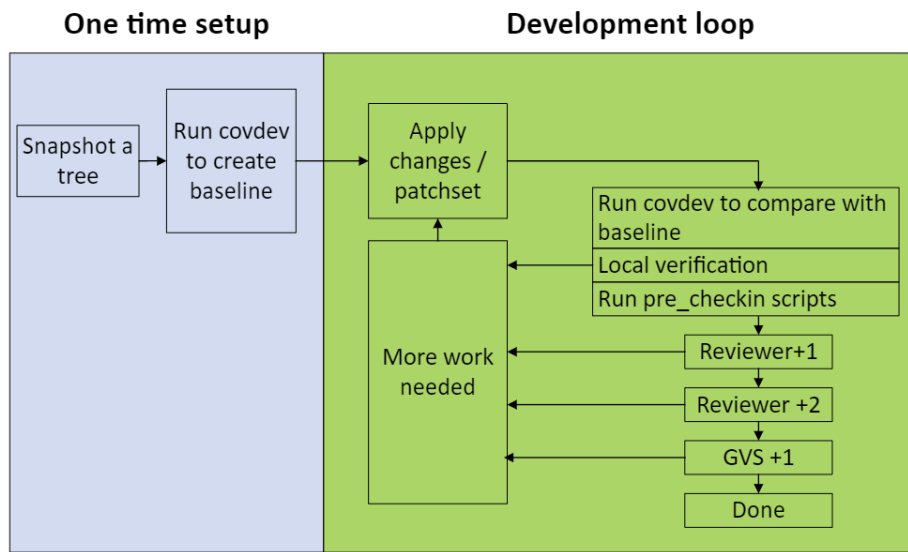 One time setup
Development loop
Snapshot a
tree
Run covdev
to create
baseline
Apply
changes /
patchset
Run covdev to compare with
baseline
Local verification
Run pre_checkin scripts
More work
needed
Reviewer+1
Reviewer +2
GVS +1
Done